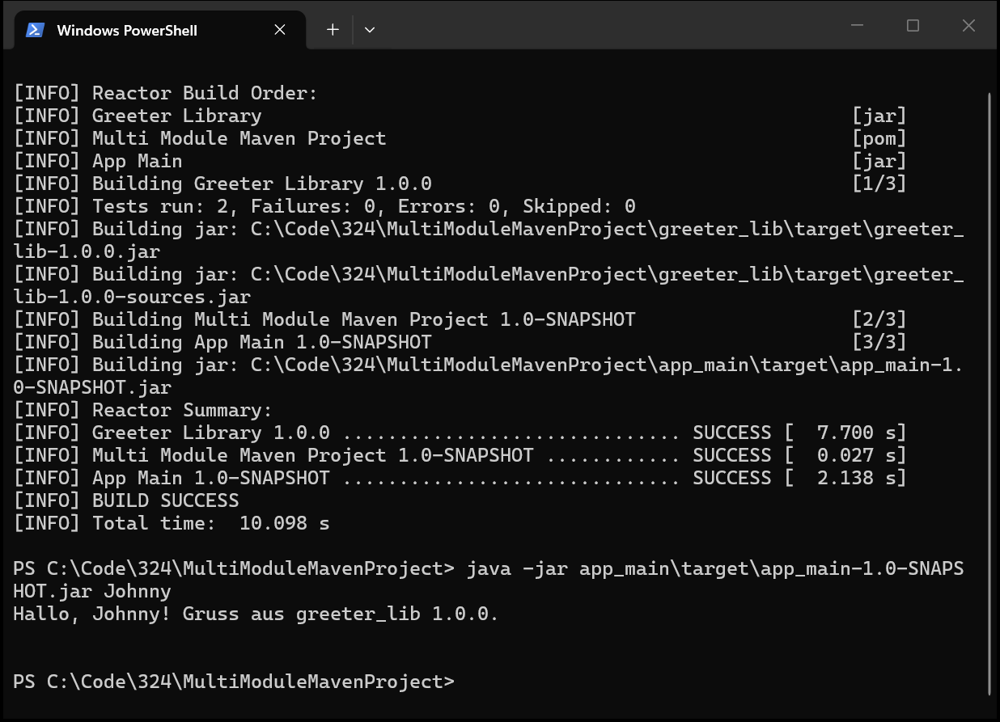 Windows PowerShell
[INFO] Reactor Build Order:
[INFO] Greeter Library [jar]
[INFO] Multi Module Maven Project [pom]
[INFO] App Main [jar]
[INFO] Building Greeter Library 1.0.0 [1/3]
[INFO] Tests run: 2, Failures: 0, Errors: 0, Skipped: 0
[INFO] Building jar: C:\Code\324\MultiModuleMavenProject\greeter_lib\target\greeter_
lib-1.0.0.jar
[INFO] Building jar: C:\Code\324\MultiModuleMavenProject\greeter_lib\target\greeter_
lib-1.0.0-sources.jar
[INFO] Building Multi Module Maven Project 1.0-SNAPSHOT [2/3]
[INFO] Building App Main 1.0-SNAPSHOT [3/3]
[INFO] Building jar: C:\Code\324\MultiModuleMavenProject\app_main\target\app_main-1.
0-SNAPSHOT.jar
[INFO] Reactor Summary:
[INFO] Greeter Library 1.0.0 .............................. SUCCESS [  7.700 s]
[INFO] Multi Module Maven Project 1.0-SNAPSHOT ............ SUCCESS [  0.027 s]
[INFO] App Main 1.0-SNAPSHOT .............................. SUCCESS [  2.138 s]
[INFO] BUILD SUCCESS
[INFO] Total time:  10.098 s
PS C:\Code\324\MultiModuleMavenProject> java -jar app_main\target\app_main-1.0-SNAPS
HOT.jar Johnny
Hallo, Johnny! Gruss aus greeter_lib 1.0.0.
PS C:\Code\324\MultiModuleMavenProject>